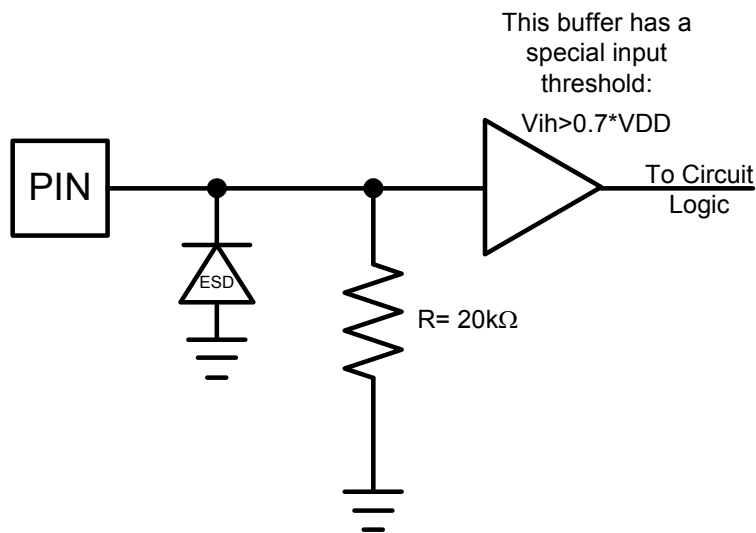 This buffer has a
special input
threshold:
Vih>0.7*VDD
PIN
To Circuit
Logic
ESD
R= 20kΩ